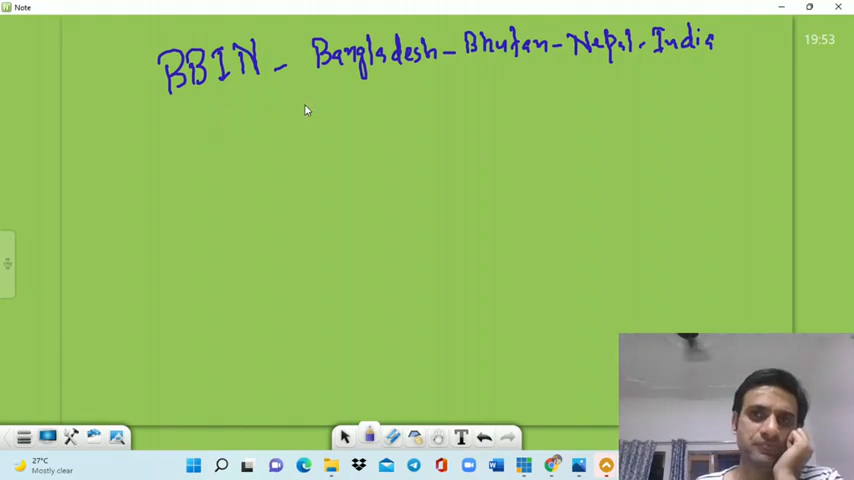 Note
19:53
BBIN - Bangladesh - Bhutan - Nepal - India
T
27°C
Mostly clear